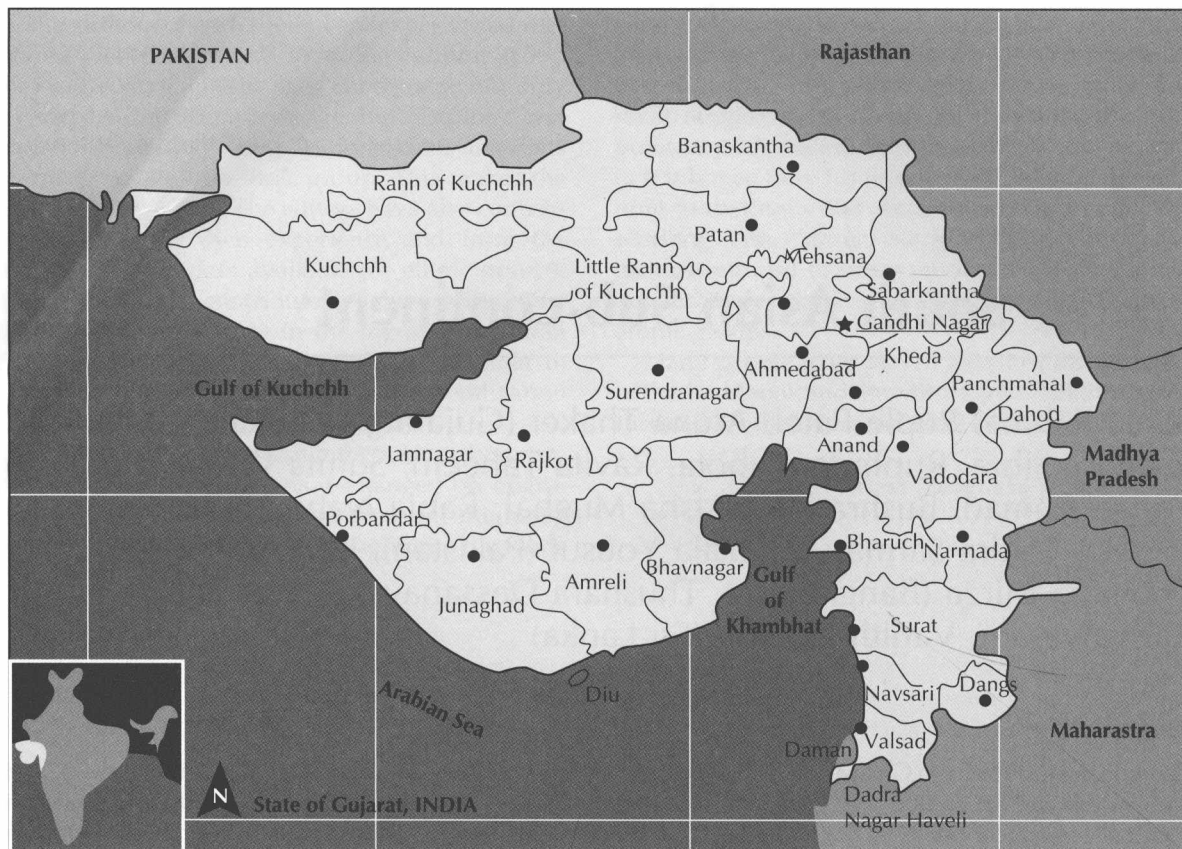 PAKISTAN
Rajasthan
Banaskantha
Rann of Kuchchh
Patan
Mehsana
Kuchchh
Little Rann
of Kuchchh
Sabarkantha
Gandhi Nagar
Kheda
Ahmedabad
Gulf of Kuchchh
Surendranagar
Panchmahal
Dahod
Jamnagar
Rajkot
Anand
Madhya
Pradesh
Vadodara
Porbandar
Bharuch
Narmada
Amreli
Bhavnagar
Gulf
of
Khambhat
Junaghad
Surat
Diu
Arabian Sea
Navsari
Dangs
Daman
Valsad
Maharastra
Dadra
Nagar Haveli
N
State of Gujarat, INDIA